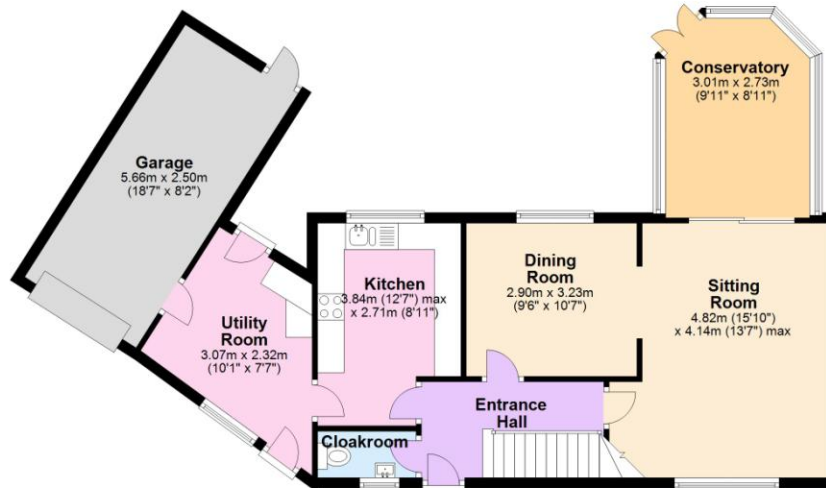 Conservatory
3.01m x 2.73m
(9'11" x 8'11")
Garage
5.66m x 2.50m
(18'7" x 8'2")
Kitchen
3.84m (12'7") max
x 2.71m (8'11")
Dining
Room
2.90m x 3.23m
(9'6" x 10'7")
Sitting
Room
4.82m (15'10")
x 4.14m (13'7") max
Utility
Room
3.07m x 2.32m
(10'1" x 7'7")
Entrance
Hall
Cloakroom